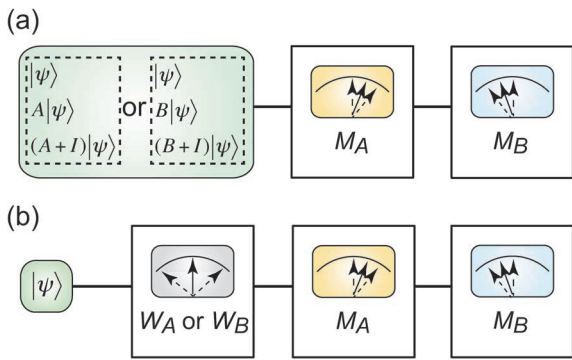 (a)
|ψ⟩ or |ψ⟩
A|ψ⟩ B|ψ⟩
(A+I)|ψ⟩ (B+I)|ψ⟩
M_A M_B
(b)
|ψ⟩
W_A or W_B M_A M_B